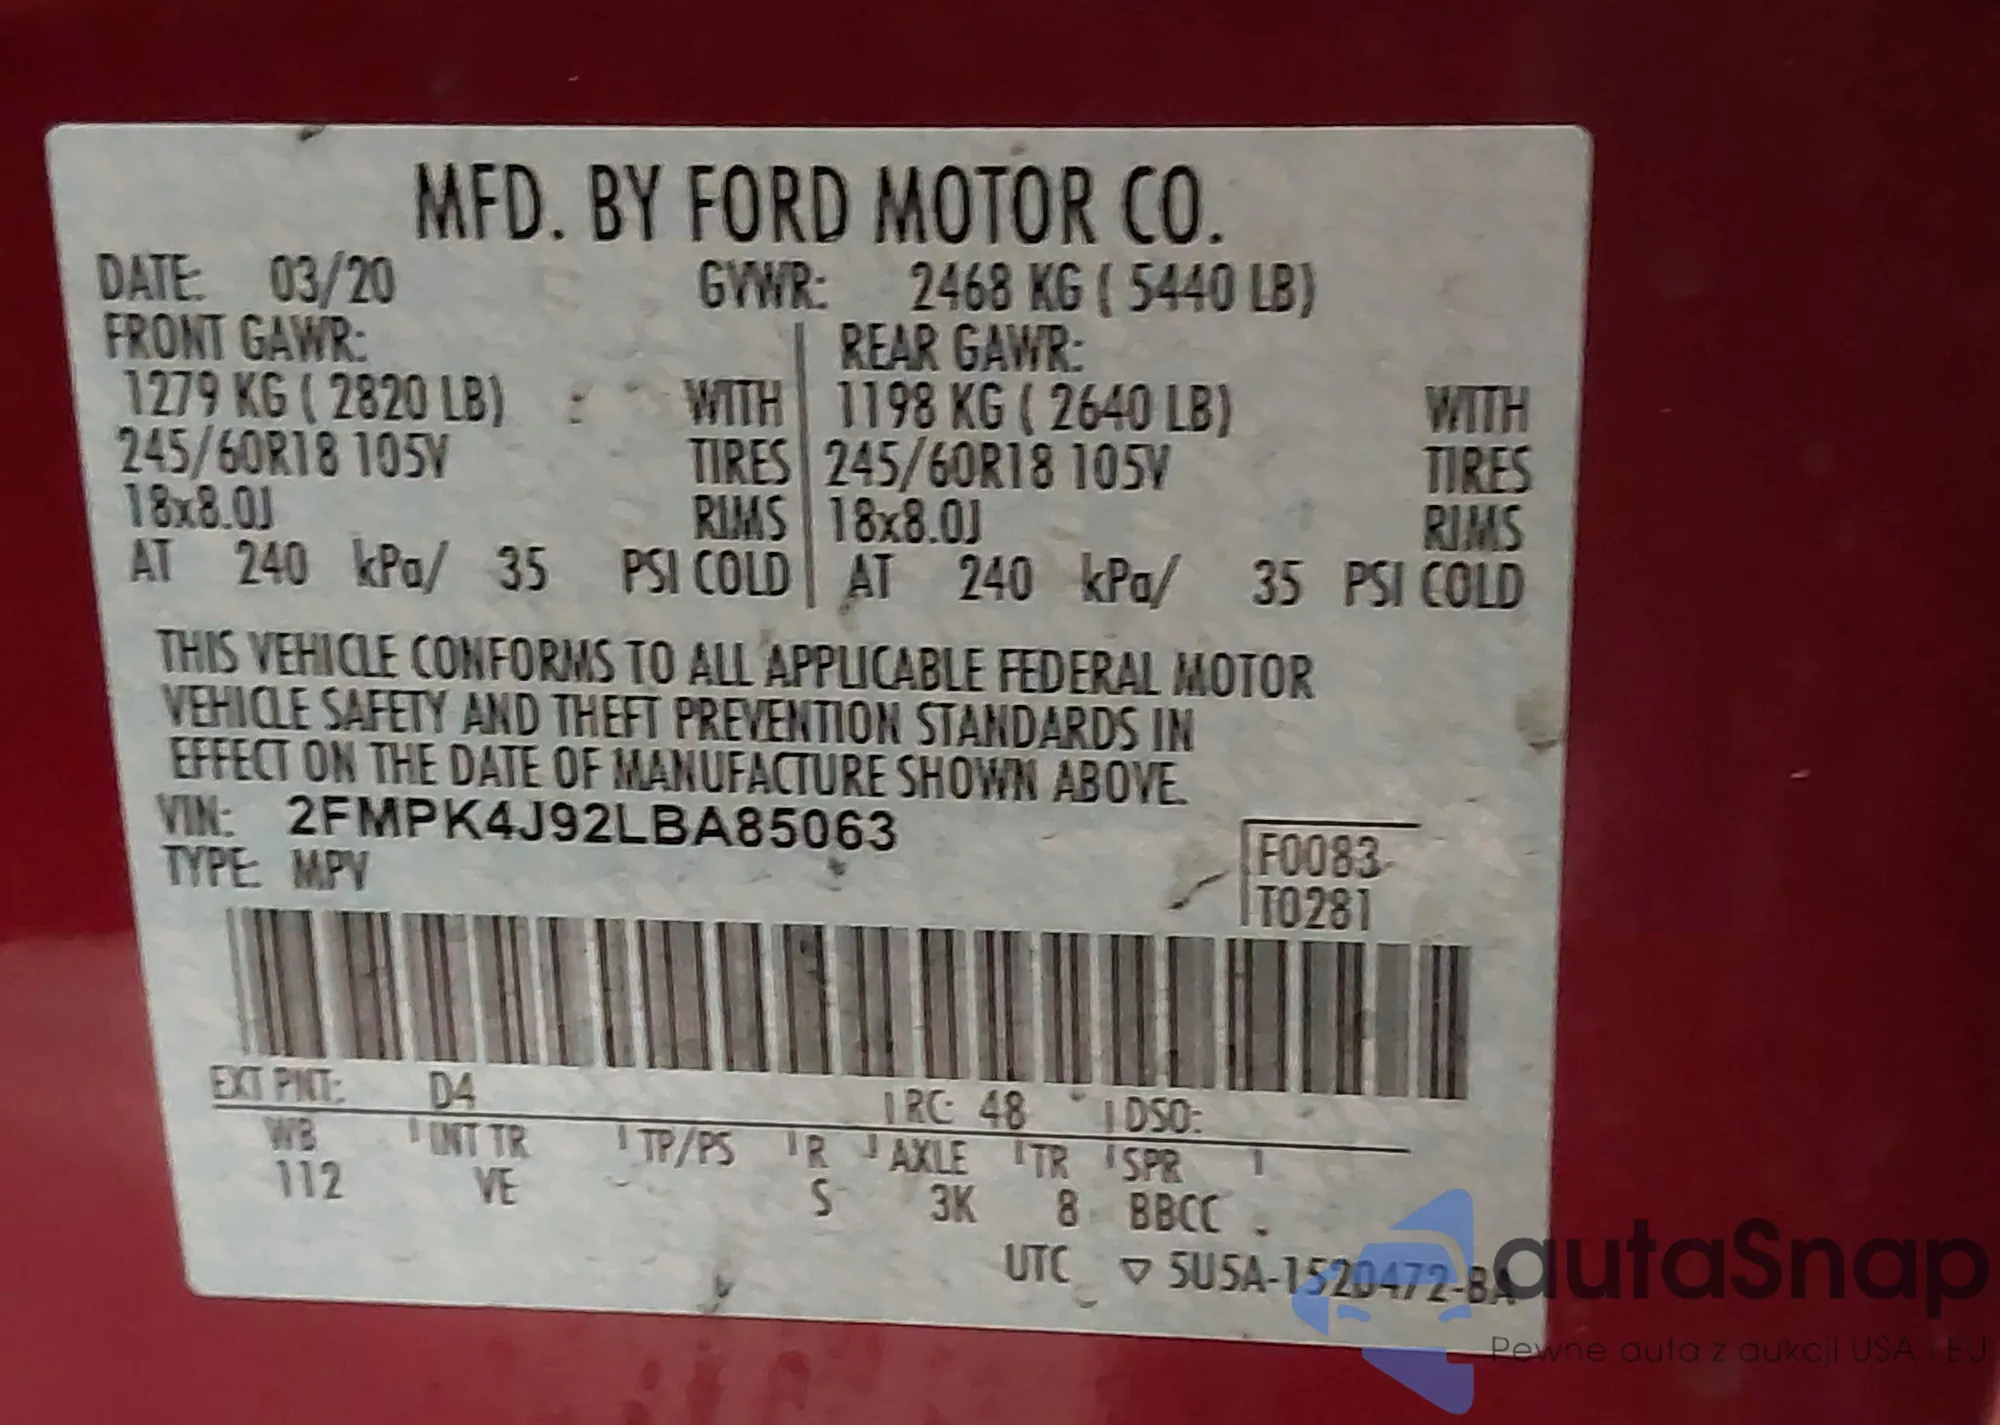 MFD. BY FORD MOTOR CO.
DATE: 03/20 GVWR: 2468 KG ( 5440 LB)
FRONT GAWR: REAR GAWR:
1279 KG ( 2820 LB) WITH 1198 KG ( 2640 LB) WITH
245/60R18 105V TIRES 245/60R18 105V TIRES
18x8.0J RIMS 18x8.0J RIMS
AT 240 kPa/ 35 PSI COLD AT 240 kPa/ 35 PSI COLD
THIS VEHICLE CONFORMS TO ALL APPLICABLE FEDERAL MOTOR
VEHICLE SAFETY AND THEFT PREVENTION STANDARDS IN
EFFECT ON THE DATE OF MANUFACTURE SHOWN ABOVE.
VIN: 2FMPK4J92LBA85063
TYPE: MPV
F0083
T0281
EXT PNT: D4 RC: 48 DSO:
WB INT TR TP/PS R AXLE TR SPR
112 VE S 3K 8 BBCC
UTC ▽ 5U5A-1520472-BA
autaSnap
Pewne auta z aukcji USA i EU